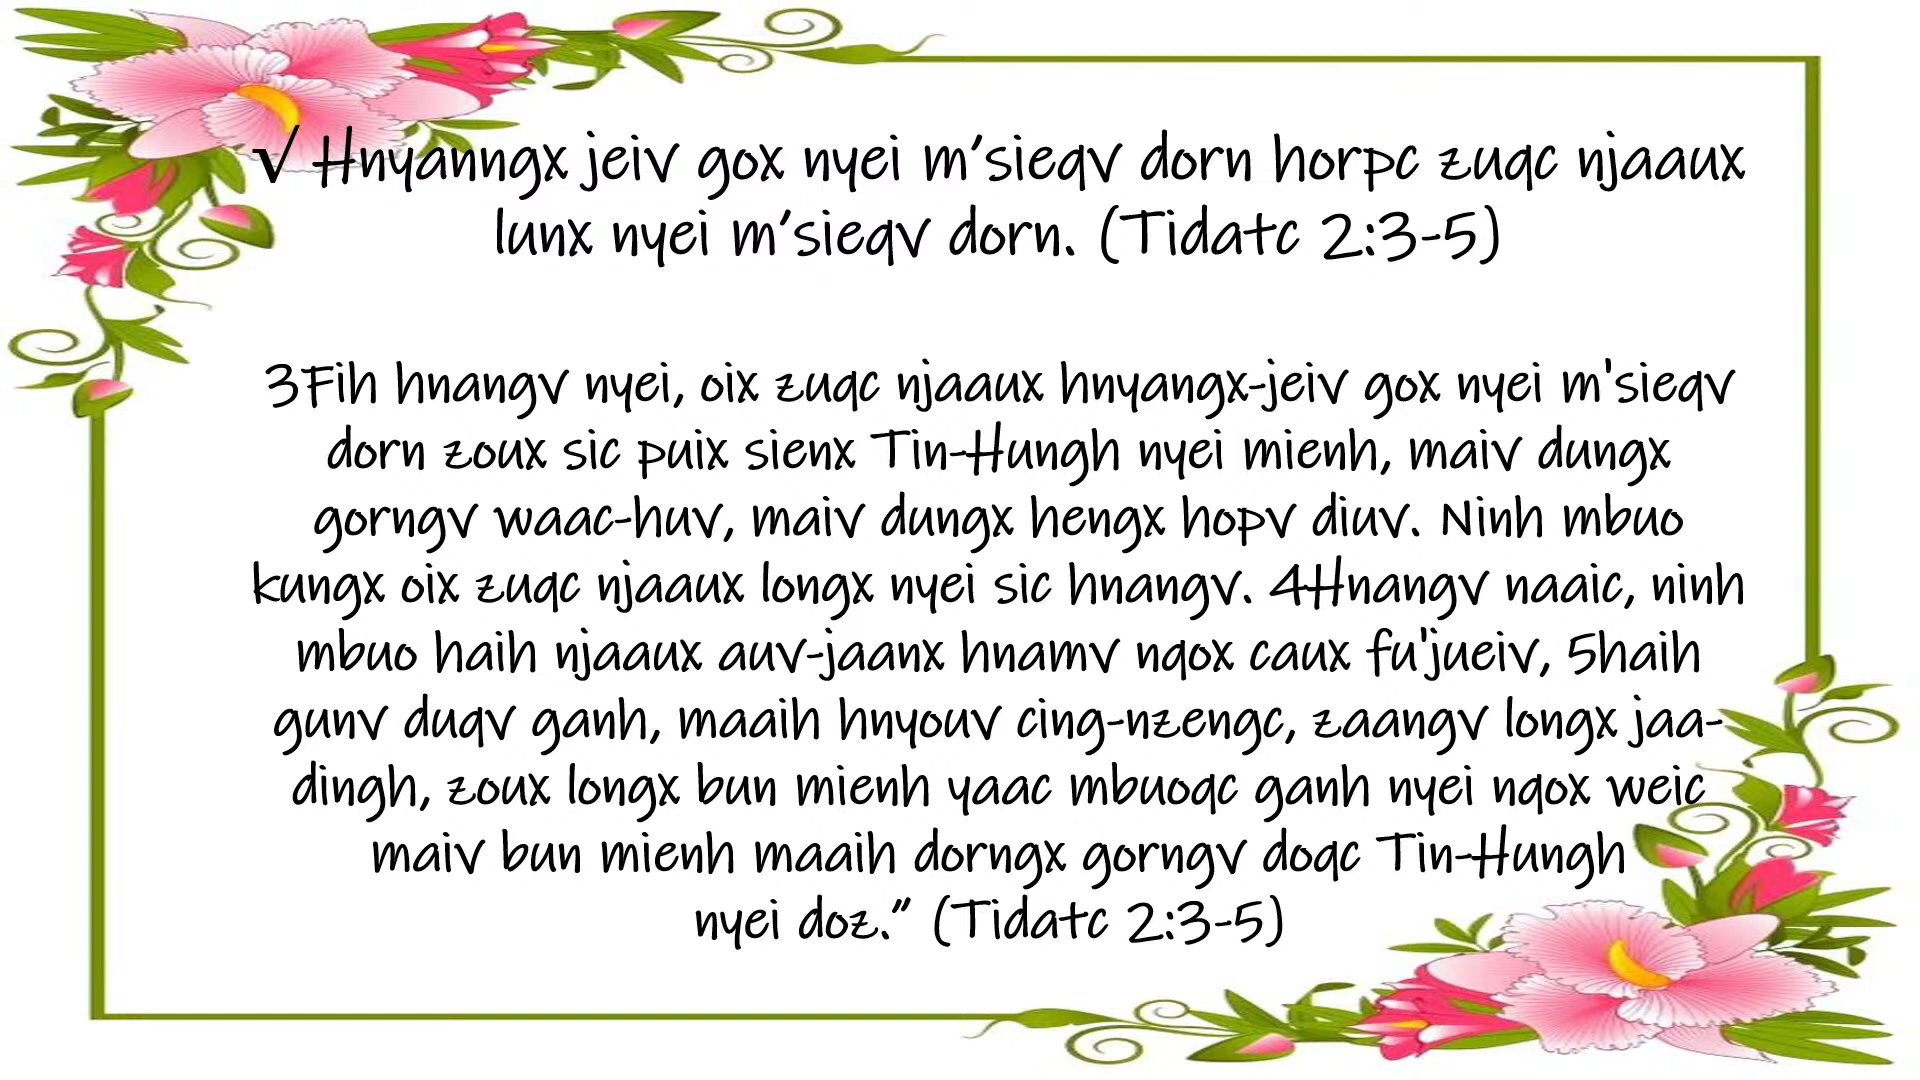 √ Hnyanngx jeiv gox nyei m’sieqv dorn horpc zuqc njaaux
lunx nyei m’sieqv dorn. (Tidatc 2:3-5)
3Fih hnangv nyei, oix zuqc njaaux hnyangx-jeiv gox nyei m'sieqv
dorn zoux sic puix sienx Tin-Hungh nyei mienh, maiv dungx
gorngv waac-huv, maiv dungx hengx hopv diuv. Ninh mbuo
kungx oix zuqc njaaux longx nyei sic hnangv. 4Hnangv naaic, ninh
mbuo haih njaaux auv-jaanx hnamv nqox caux fu'jueiv, 5haih
gunv duqv ganh, maaih hnyouv cing-nzengc, zaangv longx jaa-
dingh, zoux longx bun mienh yaac mbuoqc ganh nyei nqox weic
maiv bun mienh maaih dorngx gorngv doqc Tin-Hungh
nyei doz.” (Tidatc 2:3-5)